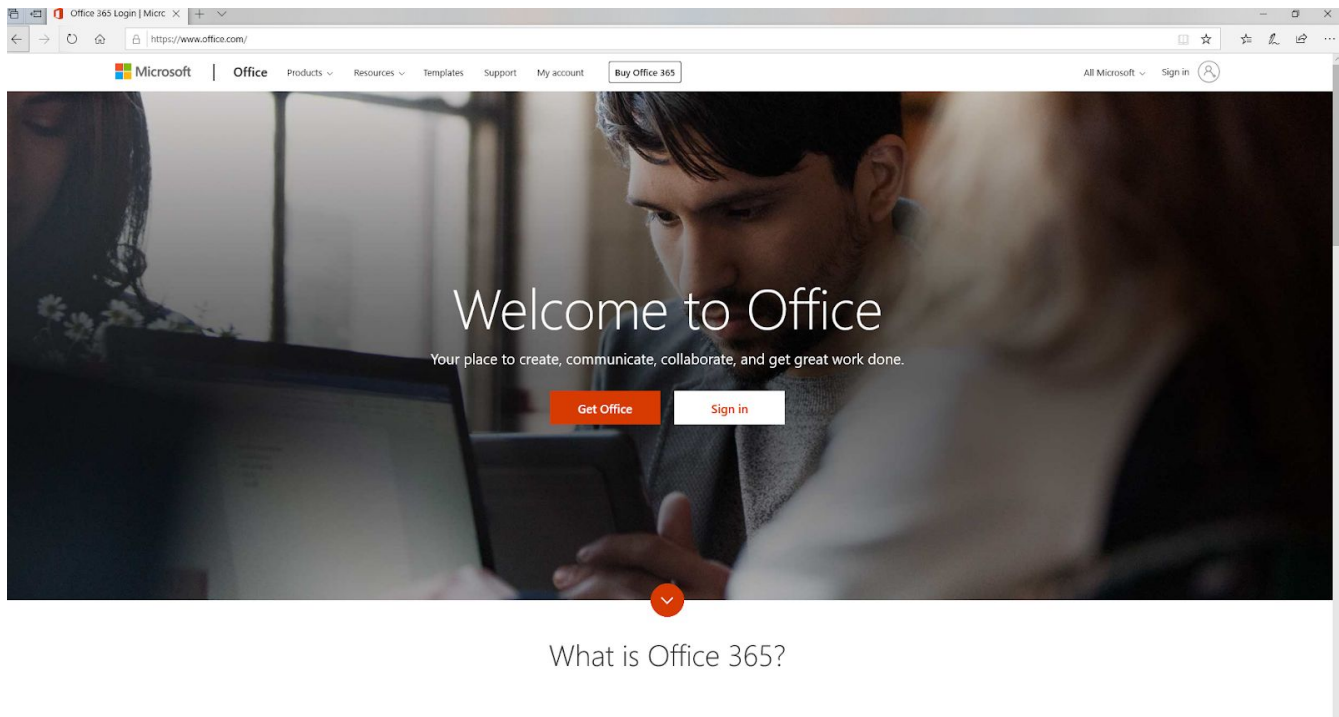 Office 365 Login | Micrc
https://www.office.com/
Microsoft | Office Products Resources Templates Support My account Buy Office 365 All Microsoft Sign in
Welcome to Office
Your place to create, communicate, collaborate, and get great work done.
Get Office Sign in
What is Office 365?